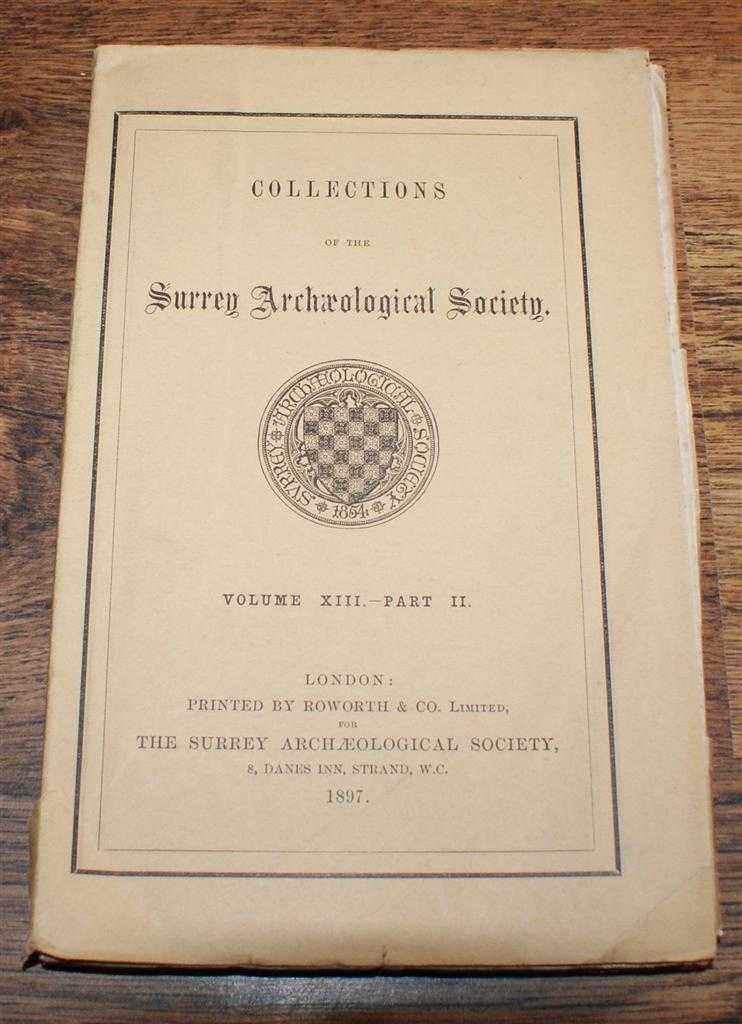 COLLECTIONS
OF THE
Surrey Archæological Society.
SVRREY ARCHÆOLOGICAL SOCIETY
1854
VOLUME XIII.—PART II.
LONDON:
PRINTED BY ROWORTH & CO. LIMITED,
FOR
THE SURREY ARCHÆOLOGICAL SOCIETY,
8, DANES INN, STRAND, W.C.
1897.